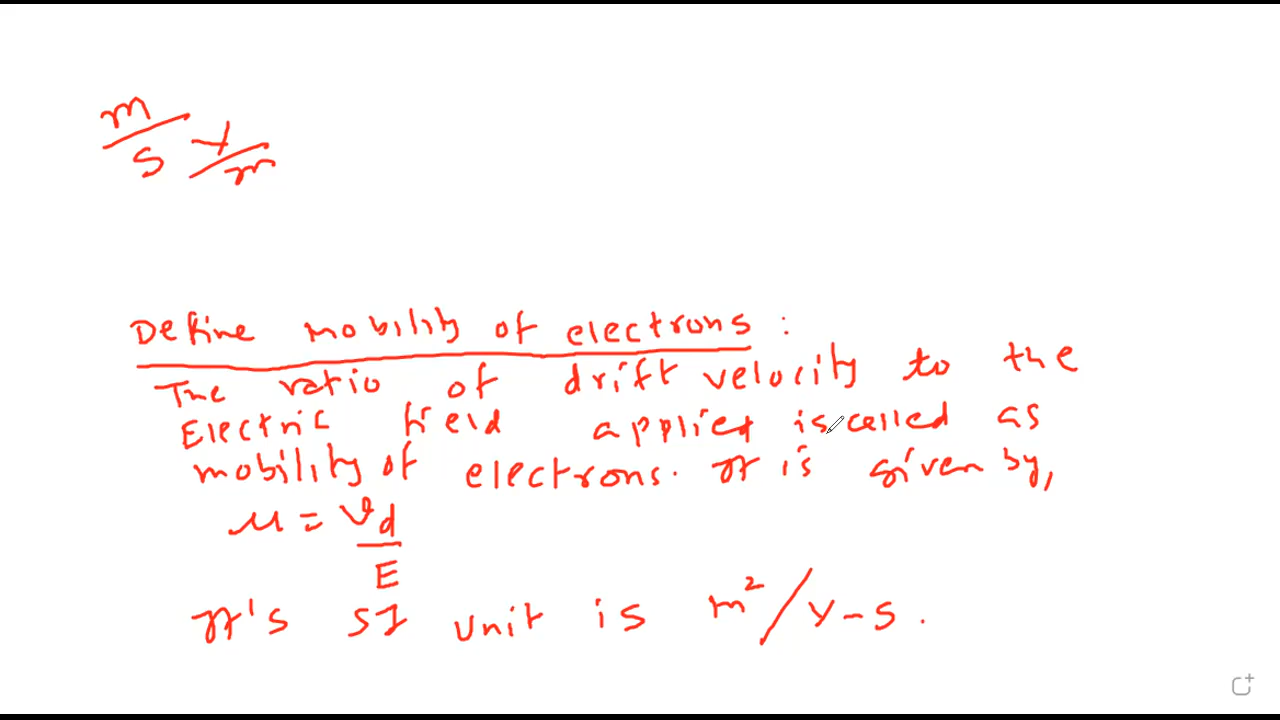 m/s V/m
Define mobility of electrons :
The ratio of drift velocity to the
Electric field applied is called as
mobility of electrons. It is given by,
μ = vd
E
It's SI unit is m²/V-s.